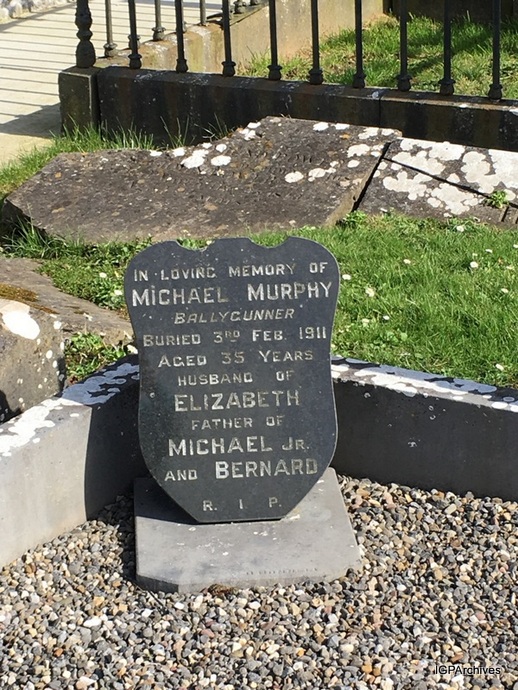 IN LOVING MEMORY OF
MICHAEL MURPHY
BALLYGUNNER
BURIED 3RD FEB. 1911
AGED 35 YEARS
HUSBAND OF
ELIZABETH
FATHER OF
MICHAEL JR.
AND BERNARD
R. I. P.
IGPArchives